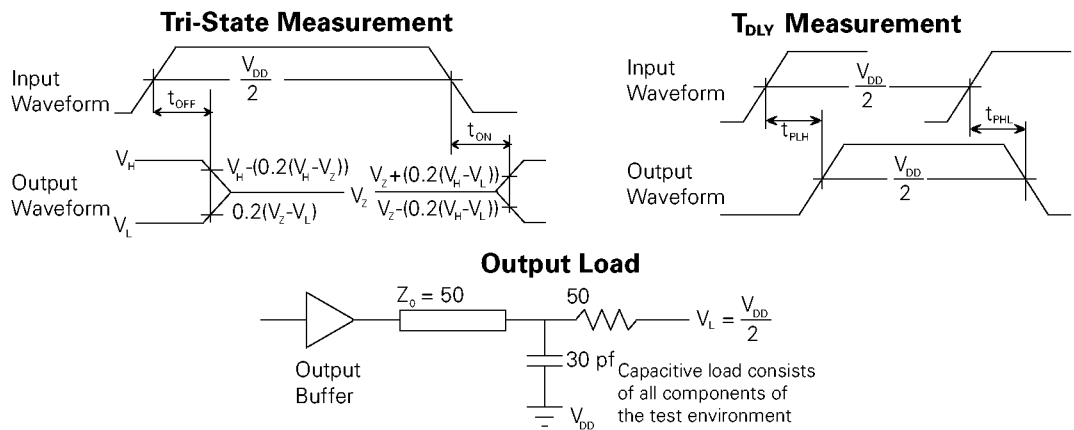 Tri-State Measurement
Input
Waveform
V_DD
2
t_OFF
t_ON
V_H
V_H-(0.2(V_H-V_Z))
V_Z+(0.2(V_H-V_L))
Output
Waveform
V_Z
0.2(V_Z-V_L)
V_Z-(0.2(V_H-V_L))
V_L
T_DLY Measurement
Input
Waveform
V_DD
2
t_PLH
t_PHL
Output
Waveform
V_DD
2
Output Load
Z_0 = 50
50
V_L = V_DD
2
Output
Buffer
30 pf
Capacitive load consists
of all components of
the test environment
V_DD